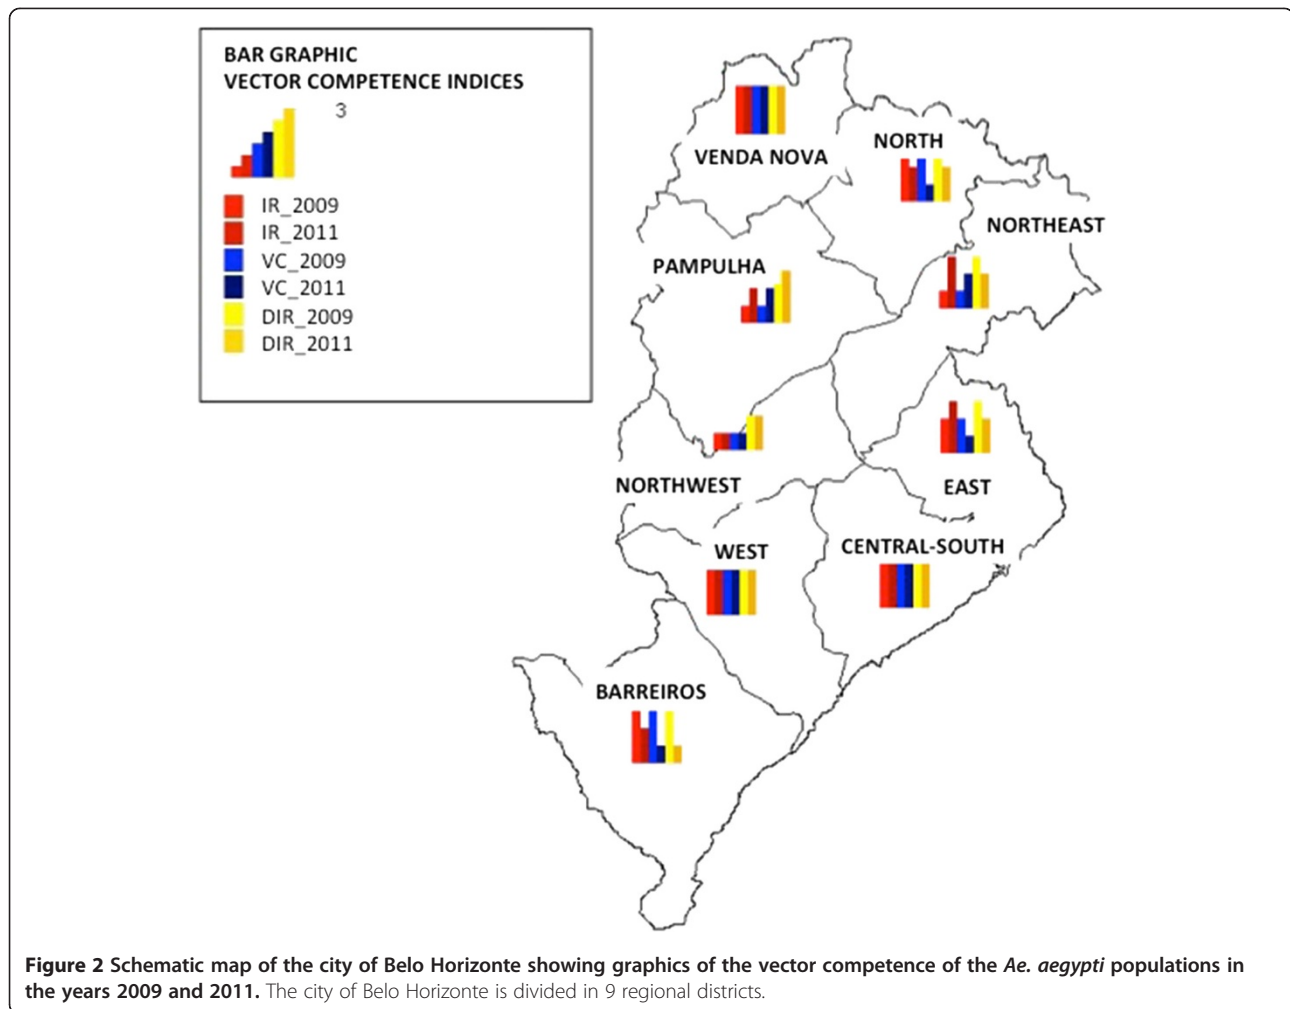 BAR GRAPHIC
VECTOR COMPETENCE INDICES
3
IR_2009
IR_2011
VC_2009
VC_2011
DIR_2009
DIR_2011
VENDA NOVA
NORTH
NORTHEAST
PAMPULHA
NORTHWEST
EAST
WEST
CENTRAL-SOUTH
BARREIROS
Figure 2 Schematic map of the city of Belo Horizonte showing graphics of the vector competence of the Ae. aegypti populations in
the years 2009 and 2011. The city of Belo Horizonte is divided in 9 regional districts.